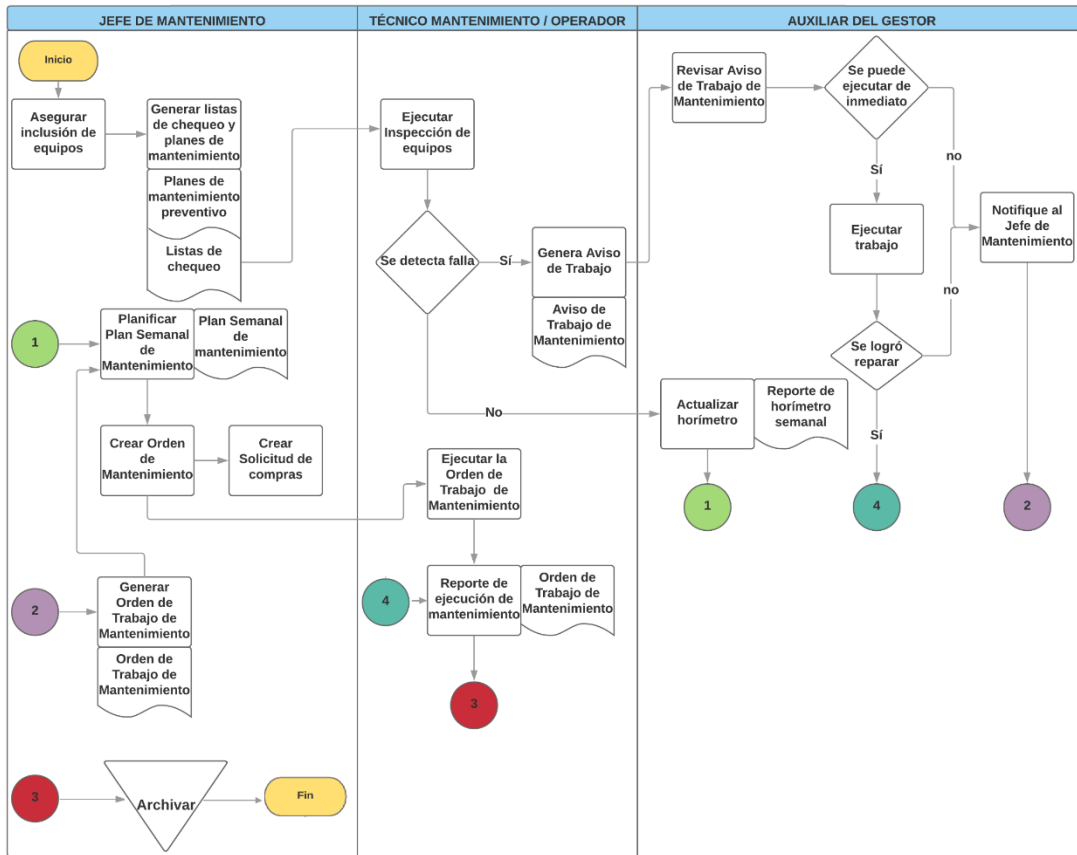 JEFE DE MANTENIMIENTO
TÉCNICO MANTENIMIENTO / OPERADOR
AUXILIAR DEL GESTOR
Inicio
Asegurar
inclusión de
equipos
Generar listas
de chequeo y
planes de
mantenimiento
Planes de
mantenimiento
preventivo
Listas de
chequeo
1
Planificar
Plan Semanal
de
Mantenimiento
Plan Semanal
de
mantenimiento
Crear Orden
de
Mantenimiento
Crear
Solicitud de
compras
2
Generar
Orden de
Trabajo de
Mantenimiento
Orden de
Trabajo de
Mantenimiento
3
Archivar
Fin
Ejecutar
Inspección de
equipos
Se detecta falla
Sí
Genera Aviso
de Trabajo
Aviso de
Trabajo de
Mantenimiento
No
Ejecutar la
Orden de
Trabajo de
Mantenimiento
4
Reporte de
ejecución de
mantenimiento
Orden de
Trabajo de
Mantenimiento
3
Revisar Aviso
de Trabajo de
Mantenimiento
Se puede
ejecutar de
inmediato
no
Sí
Ejecutar
trabajo
Notifique al
Jefe de
Mantenimiento
no
Se logró
reparar
Sí
Actualizar
horímetro
Reporte de
horímetro
semanal
1
4
2